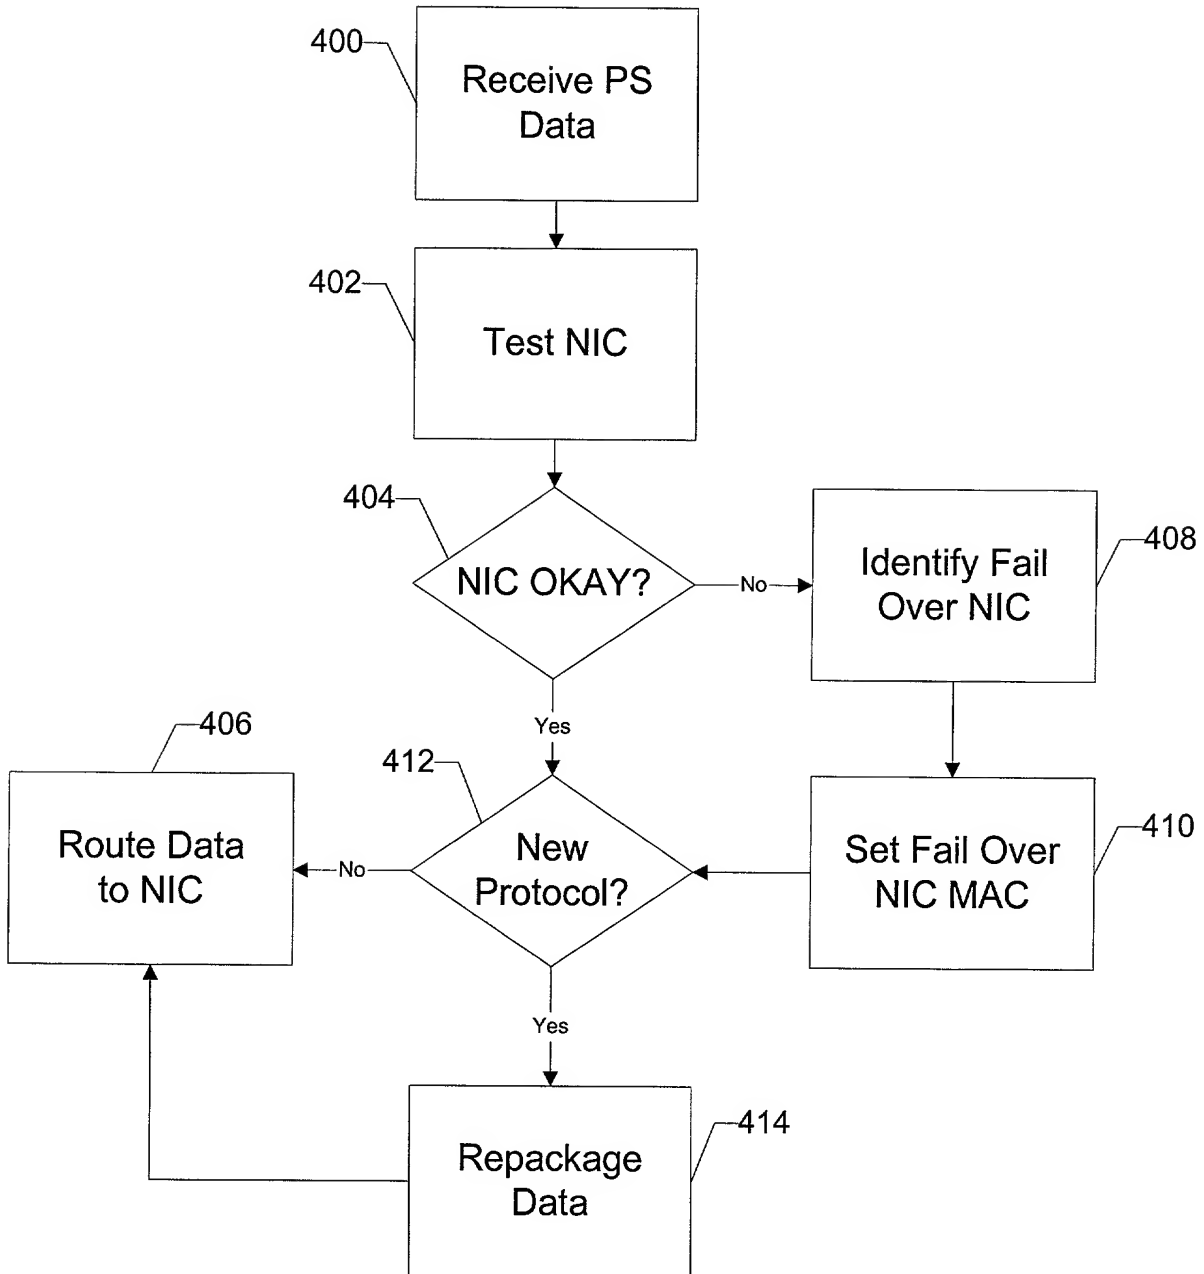 400
Receive PS
Data
402
Test NIC
404
NIC OKAY?
No
Identify Fail
Over NIC
408
Yes
406
412
Route Data
to NIC
No
New
Protocol?
Set Fail Over
NIC MAC
410
Yes
Repackage
Data
414